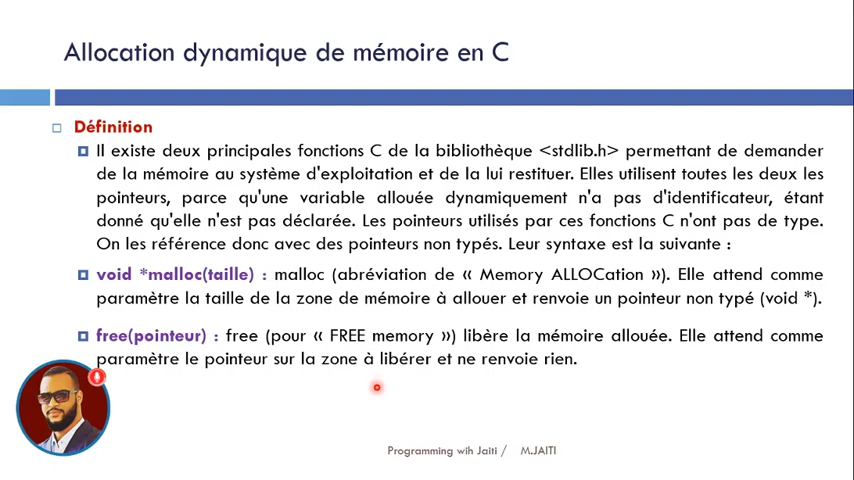 Allocation dynamique de mémoire en C
Définition
Il existe deux principales fonctions C de la bibliothèque <stdlib.h> permettant de demander
de la mémoire au système d'exploitation et de la lui restituer. Elles utilisent toutes les deux les
pointeurs, parce qu'une variable allouée dynamiquement n'a pas d'identificateur, étant
donné qu'elle n'est pas déclarée. Les pointeurs utilisés par ces fonctions C n'ont pas de type.
On les référence donc avec des pointeurs non typés. Leur syntaxe est la suivante :
void *malloc(taille) : malloc (abréviation de « Memory ALLOCation »). Elle attend comme
paramètre la taille de la zone de mémoire à allouer et renvoie un pointeur non typé (void *).
free(pointeur) : free (pour « FREE memory ») libère la mémoire allouée. Elle attend comme
paramètre le pointeur sur la zone à libérer et ne renvoie rien.
Programming wih Jaiti / M.JAITI